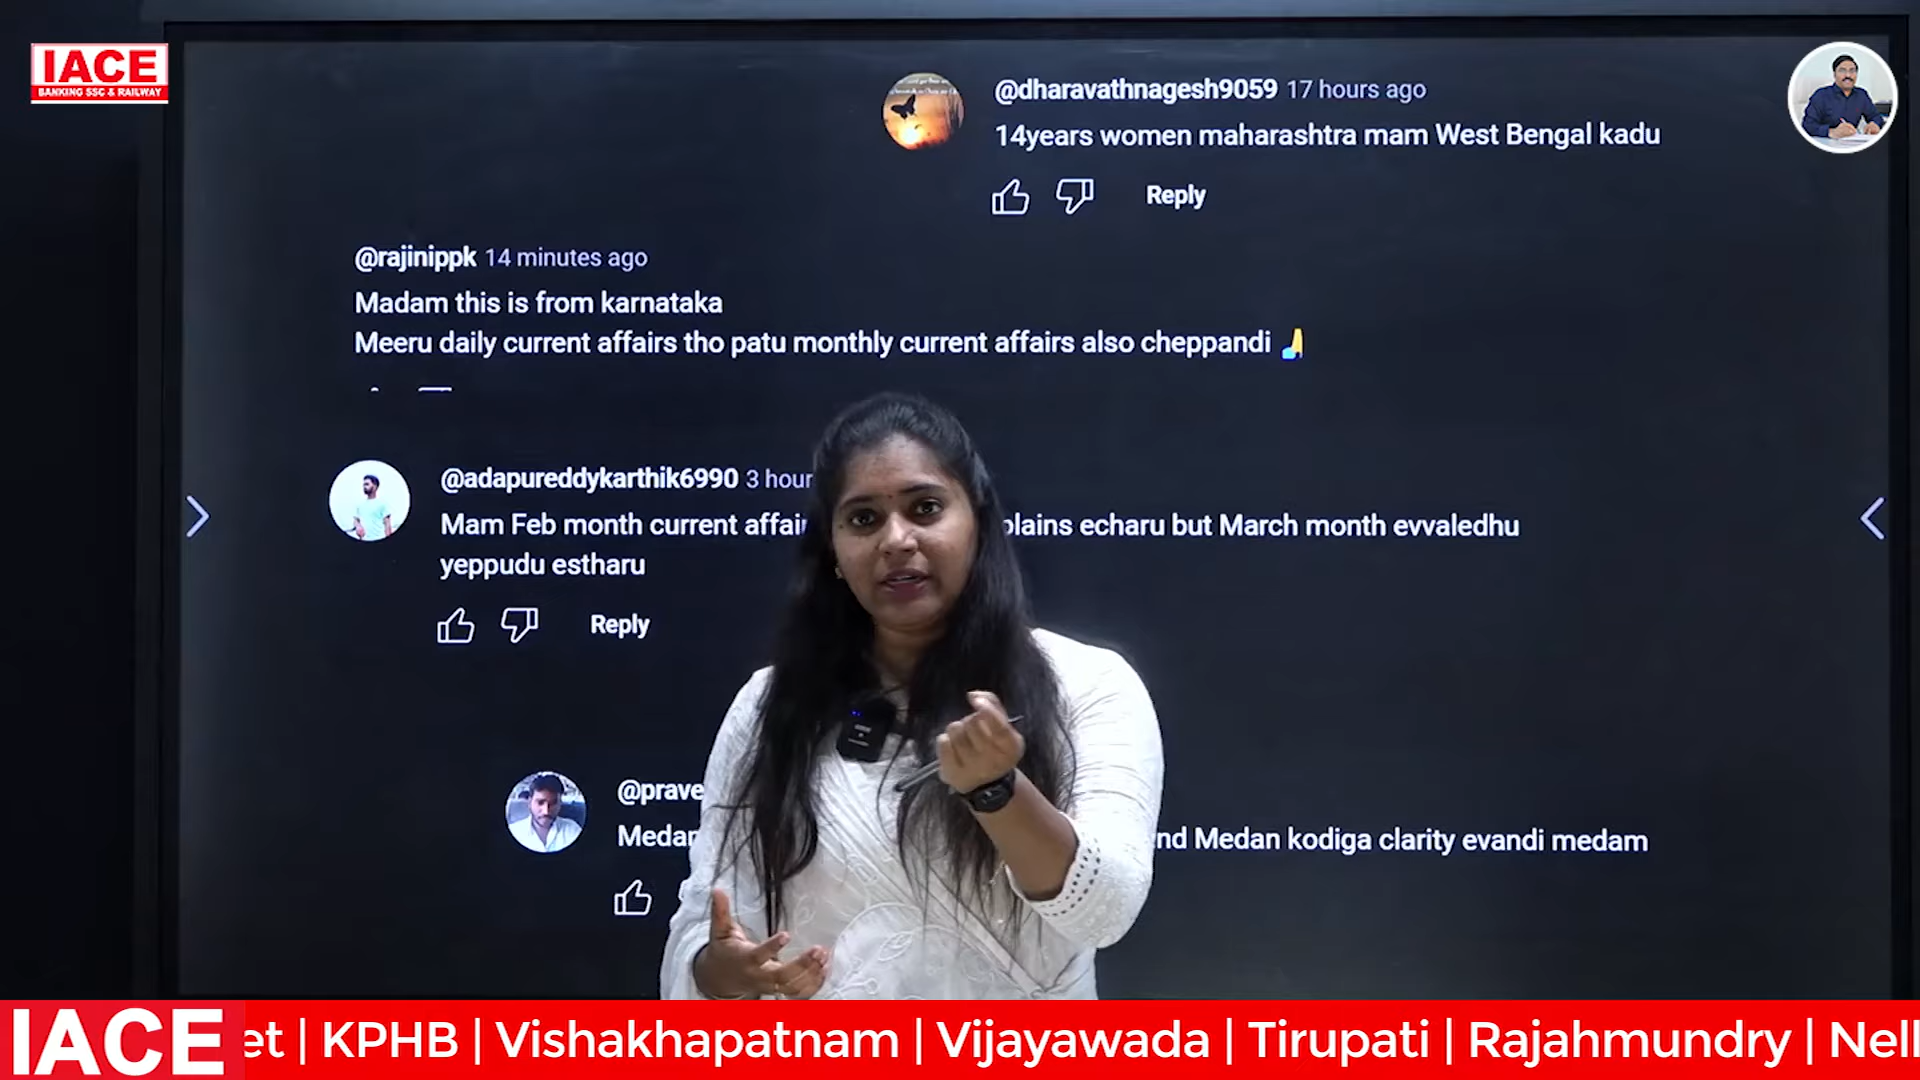 IACE
BANKING SSC & RAILWAY
@dharavathnagesh9059 17 hours ago
14years women maharashtra mam West Bengal kadu
Reply
@rajinippk 14 minutes ago
Madam this is from karnataka
Meeru daily current affairs tho patu monthly current affairs also cheppandi
@adapureddykarthik6990 3 hour
Mam Feb month current affair plains echaru but March month evvaledhu
yeppudu estharu
Reply
@prave
Medan nd Medan kodiga clarity evandi medam
IACE et | KPHB | Vishakhapatnam | Vijayawada | Tirupati | Rajahmundry | Nell